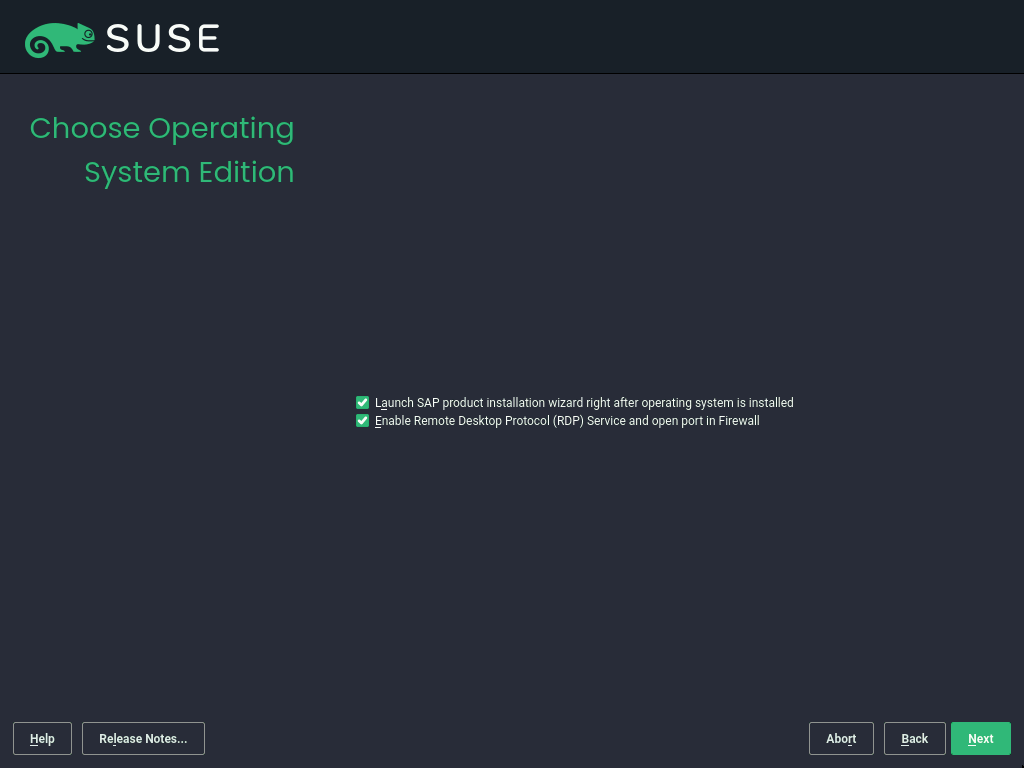 SUSE
Choose Operating
System Edition
Launch SAP product installation wizard right after operating system is installed
Enable Remote Desktop Protocol (RDP) Service and open port in Firewall
Help
Release Notes...
Abort
Back
Next